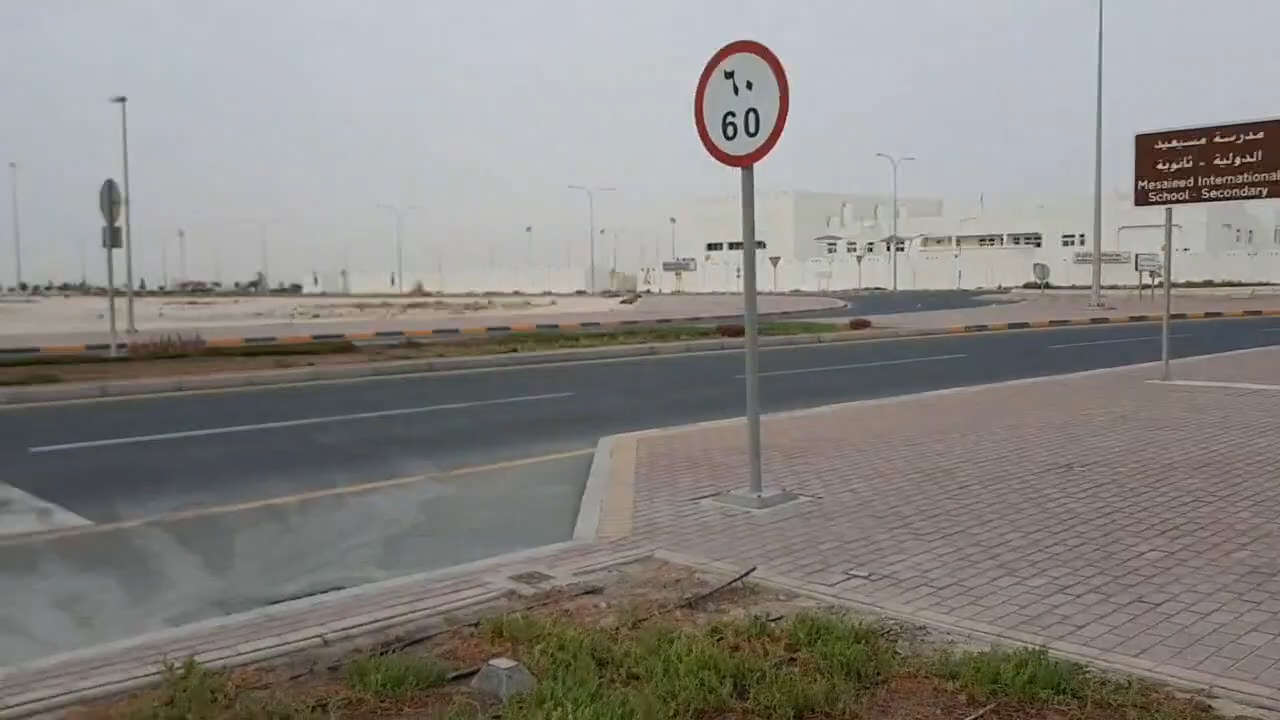 ٦٠
60
مدرسة مسيعيد
الدولية - ثانوية
Mesaieed International
School - Secondary